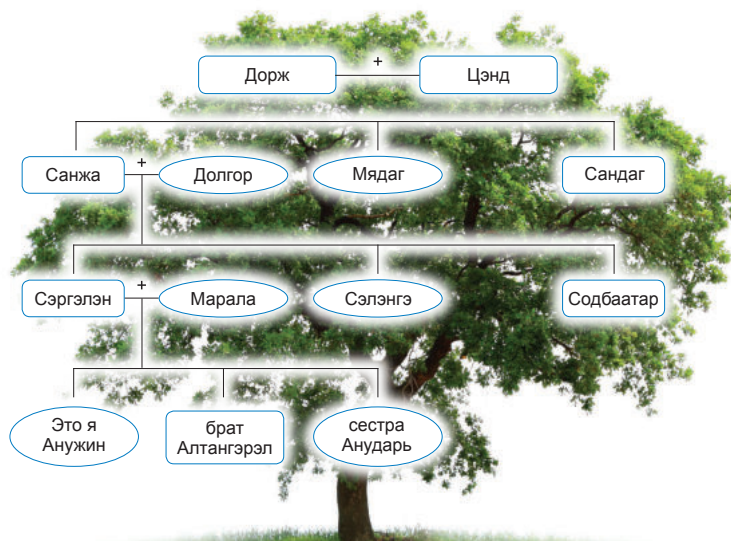 +
Дорж
Цэнд
+
Санжа
Долгор
Мядаг
Сандаг
+
Сэргэлэн
Марала
Сэлэнгэ
Содбаатар
Это я
Анужин
брат
Алтангэрэл
сестра
Анударь